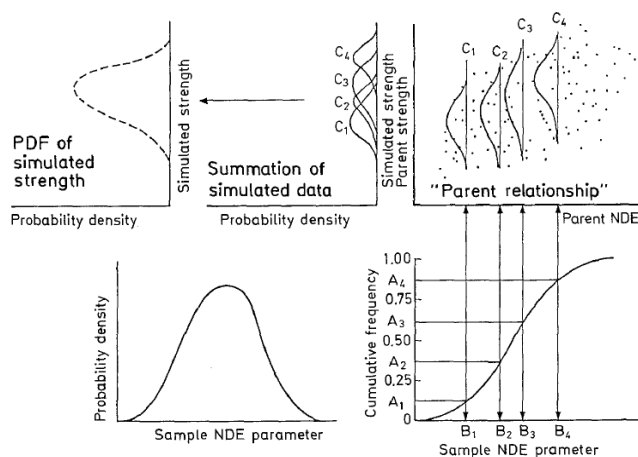 PDF of
simulated
strength
Simulated strength
Probability density
C4
C3
C2
C1
Summation of
simulated data
Probability density
Simulated strength
Parent strength
C1
C2
C3
C4
"Parent relationship"
Parent NDE
Probability density
Sample NDE parameter
Cumulative frequency
1.00
A4
0.75
A3
0.50
A2
0.25
A1
0
B1
B2
B3
B4
Sample NDE prameter